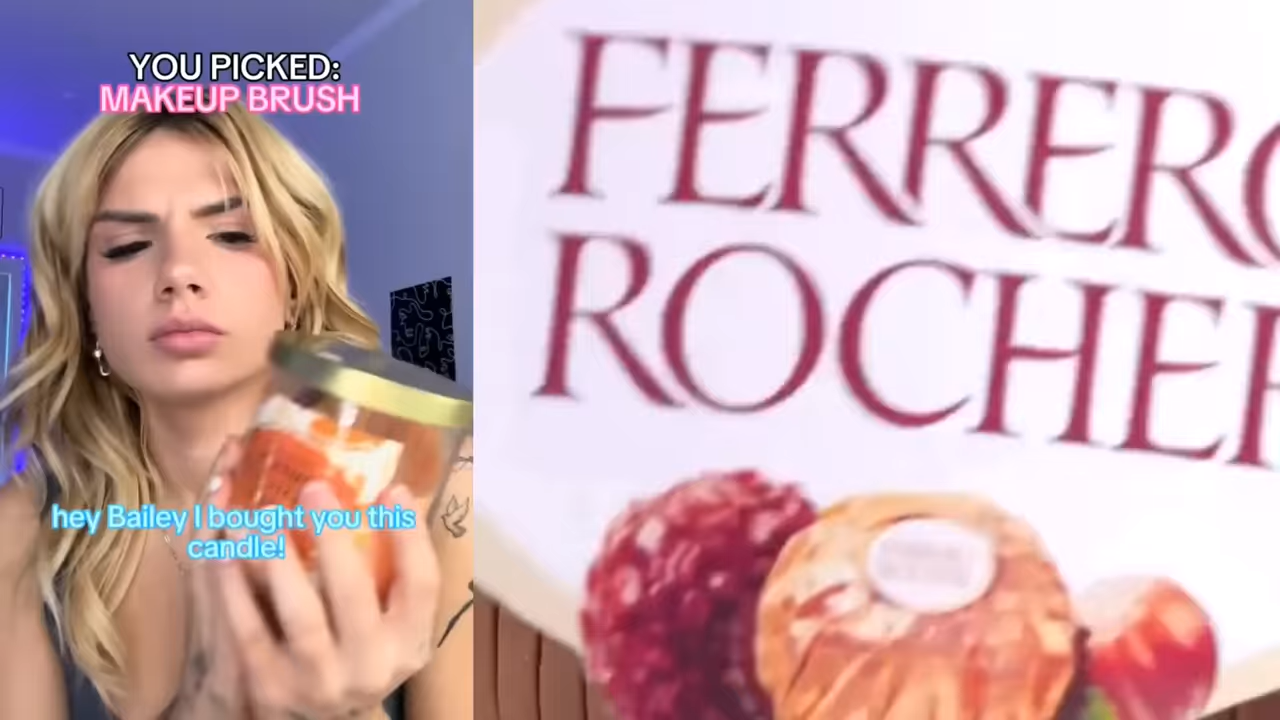 YOU PICKED:
MAKEUP BRUSH
hey Bailey I bought you this
candle!
FERRERO
ROCHER